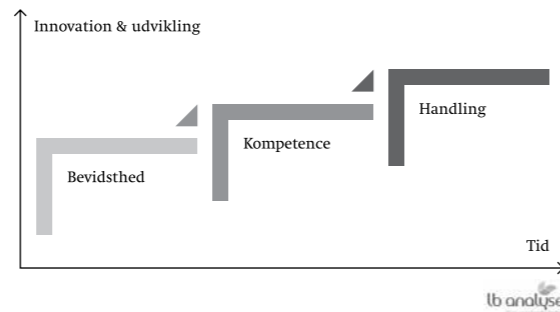 Innovation & udvikling
Handling
Kompetence
Bevidsthed
Tid
lb analyse